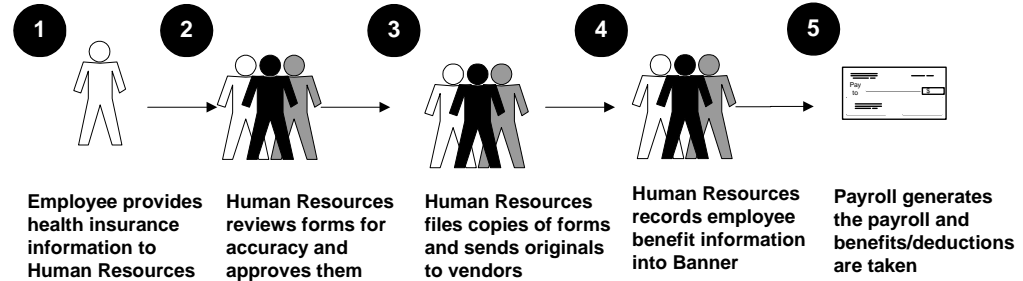 1
2
3
4
5
Pay
to
$
Employee provides
health insurance
information to
Human Resources
Human Resources
reviews forms for
accuracy and
approves them
Human Resources
files copies of forms
and sends originals
to vendors
Human Resources
records employee
benefit information
into Banner
Payroll generates
the payroll and
benefits/deductions
are taken